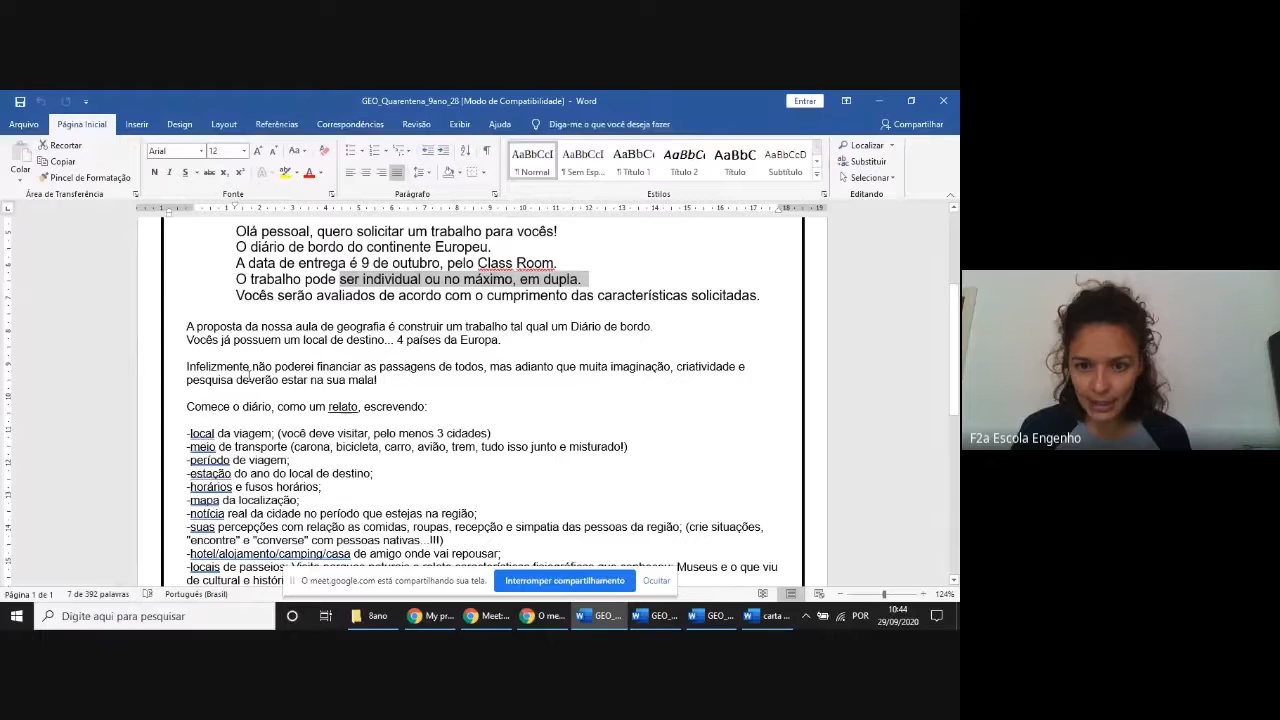 GEO_Quarentena_9ano_28 [Modo de Compatibilidade] - Word
Entrar
Arquivo Página Inicial Inserir Design Layout Referências Correspondências Revisão Exibir Ajuda Diga-me o que você deseja fazer Compartilhar
Colar
Recortar
Copiar
Pincel de Formatação
Área de Transferência
Arial 12
Fonte
Parágrafo
AaBbCcI AaBbCcI AaBbC AaBbC AaBbC AaBbCcD
¶ Normal ¶ Sem Esp... Título 1 Título 2 Título Subtítulo
Estilos
Localizar
Substituir
Selecionar
Editando
Olá pessoal, quero solicitar um trabalho para vocês!
O diário de bordo do continente Europeu.
A data de entrega é 9 de outubro, pelo Class Room.
O trabalho pode ser individual ou no máximo, em dupla.
Vocês serão avaliados de acordo com o cumprimento das características solicitadas.
A proposta da nossa aula de geografia é construir um trabalho tal qual um Diário de bordo.
Vocês já possuem um local de destino... 4 países da Europa.
Infelizmente não poderei financiar as passagens de todos, mas adianto que muita imaginação, criatividade e
pesquisa deverão estar na sua mala!
Comece o diário, como um relato, escrevendo:
-local da viagem; (você deve visitar, pelo menos 3 cidades)
-meio de transporte (carona, bicicleta, carro, avião, trem, tudo isso junto e misturado!)
-período de viagem;
-estação do ano do local de destino;
-horários e fusos horários;
-mapa da localização;
-notícia real da cidade no período que estejas na região;
-suas percepções com relação as comidas, roupas, recepção e simpatia das pessoas da região; (crie situações,
"encontre" e "converse" com pessoas nativas...!!!)
-hotel/alojamento/camping/casa de amigo onde vai repousar;
-locais de passeios: Museus e o que viu
de cultural e históri
O meet.google.com está compartilhando sua tela. Interromper compartilhamento Ocultar
Página 1 de 1 7 de 392 palavras Português (Brasil) 124%
Digite aqui para pesquisar 8ano My pr... Meet: O me... GEO_... GEO_... GEO_... carta ... POR 10:44
29/09/2020
F2a Escola Engenho